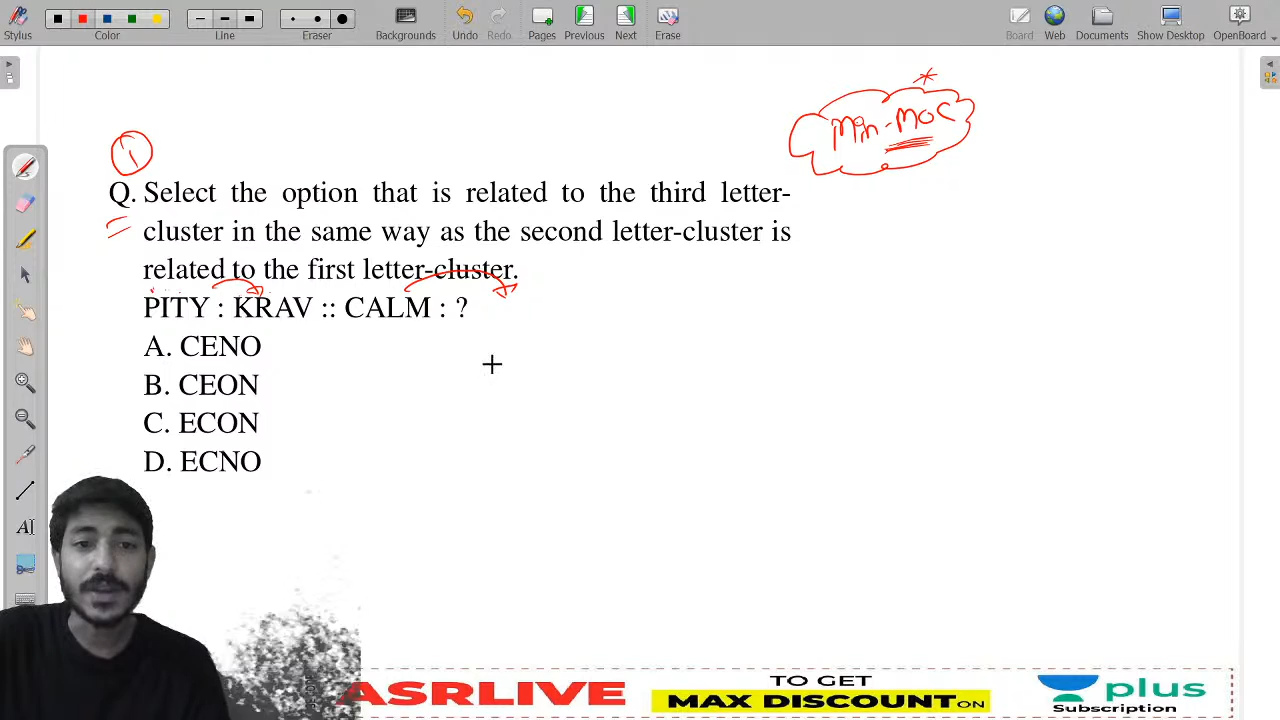 Stylus
Color
Line
Eraser
Backgrounds
Undo
Redo
Pages
Previous
Next
Erase
Board
Web
Documents
Show Desktop
OpenBoard
Min-MOC
1
Q. Select the option that is related to the third letter-
cluster in the same way as the second letter-cluster is
related to the first letter-cluster.
PITY : KRAV :: CALM : ?
A. CENO
B. CEON
C. ECON
D. ECNO
AI
ASRLIVE
TO GET
MAX DISCOUNT ON
plus
Subscription